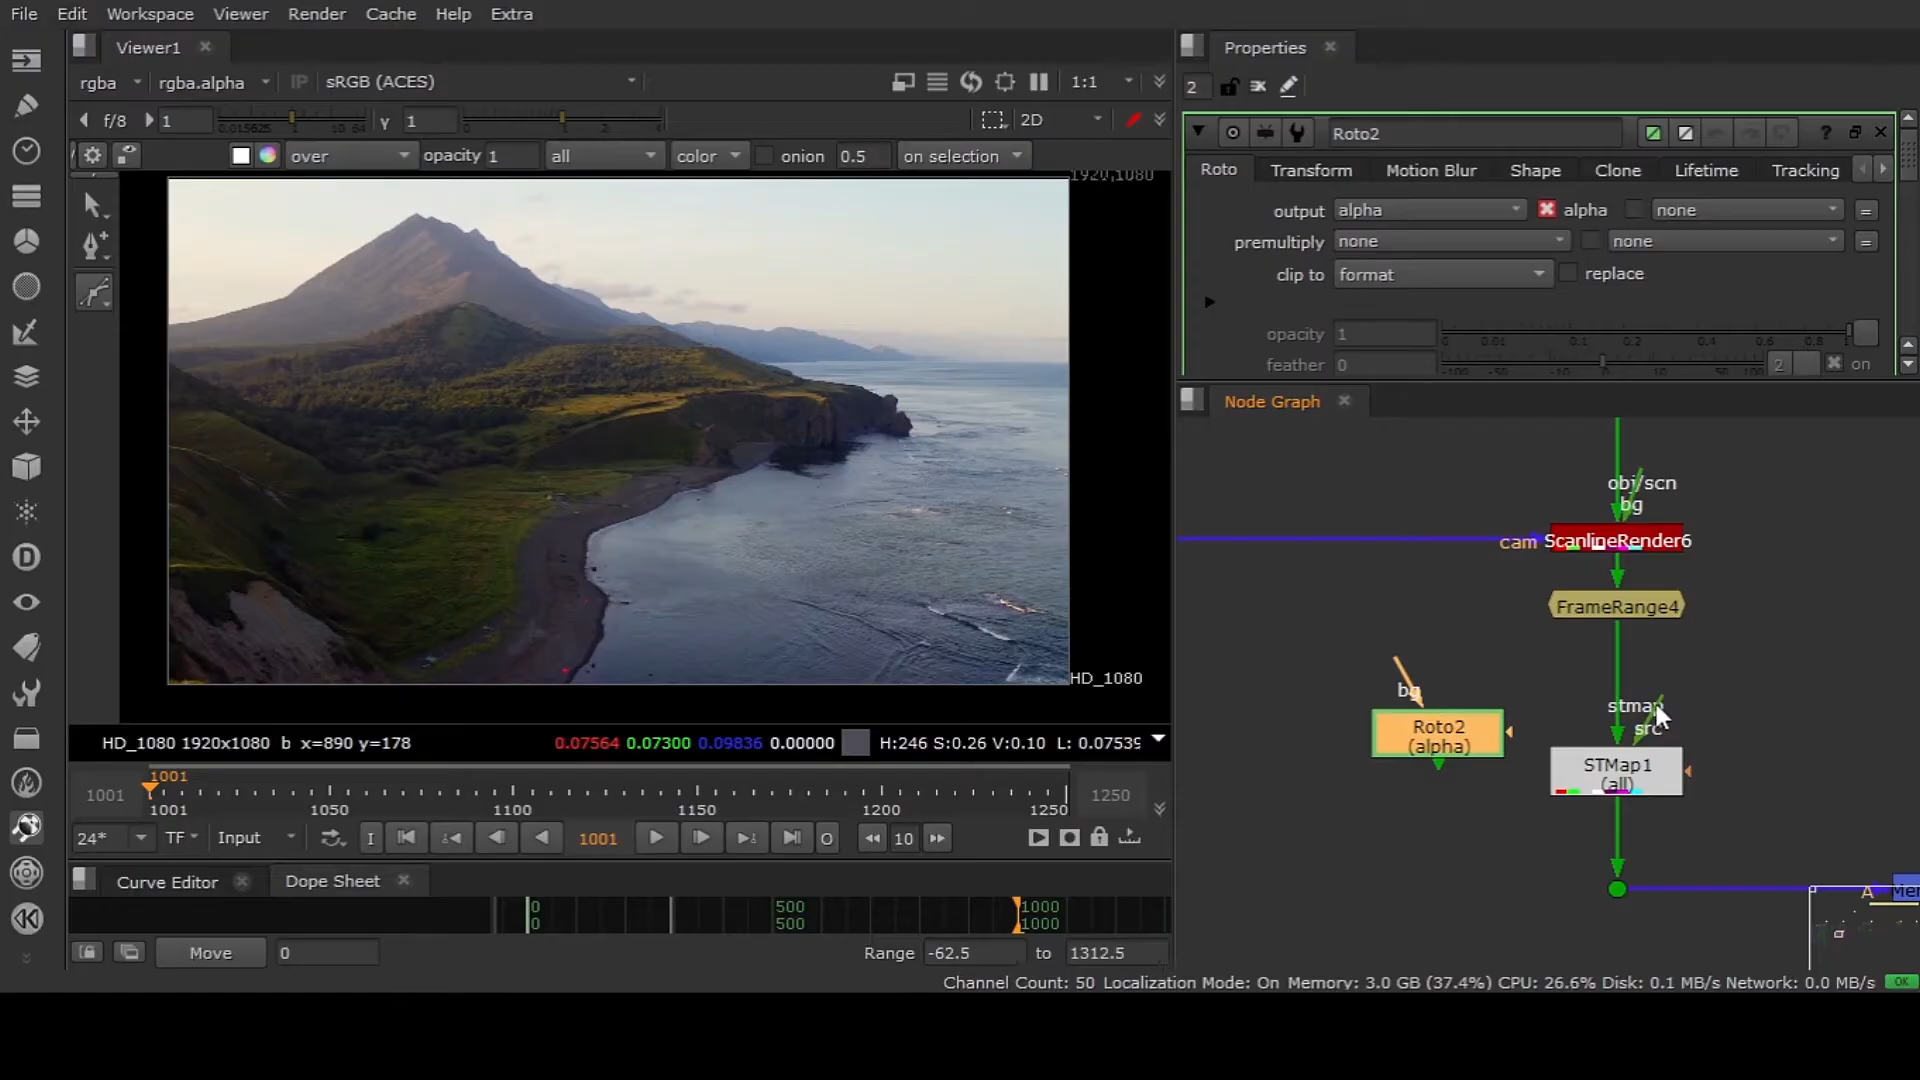 File Edit Workspace Viewer Render Cache Help Extra
Viewer1
rgba rgba.alpha IP sRGB (ACES) 1:1
f/8 1 γ 1 2D
over opacity 1 all color onion 0.5 on selection
1920,1080
HD_1080
HD_1080 1920x1080 b x=890 y=178 0.07564 0.07300 0.09836 0.00000 H:246 S:0.26 V:0.10 L: 0.07539
1001
1001 1001 1050 1100 1150 1200 1250 1250
24* TF Input I 1001 O 10
Curve Editor Dope Sheet
0 500 1000
0 500 1000
Move 0 Range -62.5 to 1312.5
Properties
2
Roto2 ?
Roto Transform Motion Blur Shape Clone Lifetime Tracking
output alpha alpha none =
premultiply none none =
clip to format replace
opacity 1
feather 0 2 on
Node Graph
obj/scn
bg
cam ScanlineRender6
FrameRange4
bg
Roto2
(alpha)
stmap
src
STMap1
(all)
A
Channel Count: 50 Localization Mode: On Memory: 3.0 GB (37.4%) CPU: 26.6% Disk: 0.1 MB/s Network: 0.0 MB/s OK